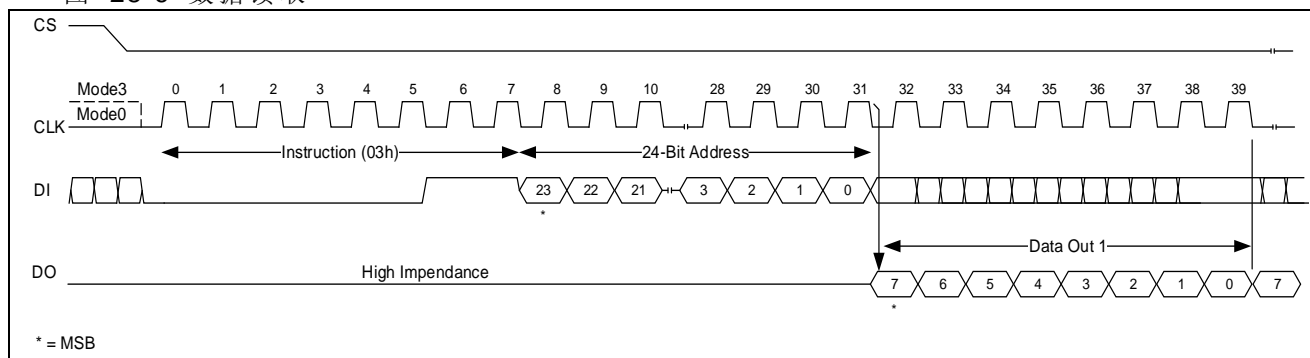 CS
Mode3 0 1 2 3 4 5 6 7 8 9 10 28 29 30 31 32 33 34 35 36 37 38 39
Mode0
CLK
Instruction (03h) 24-Bit Address
DI 23 22 21 3 2 1 0
*
Data Out 1
DO High Impendance 7 6 5 4 3 2 1 0 7
*
* = MSB